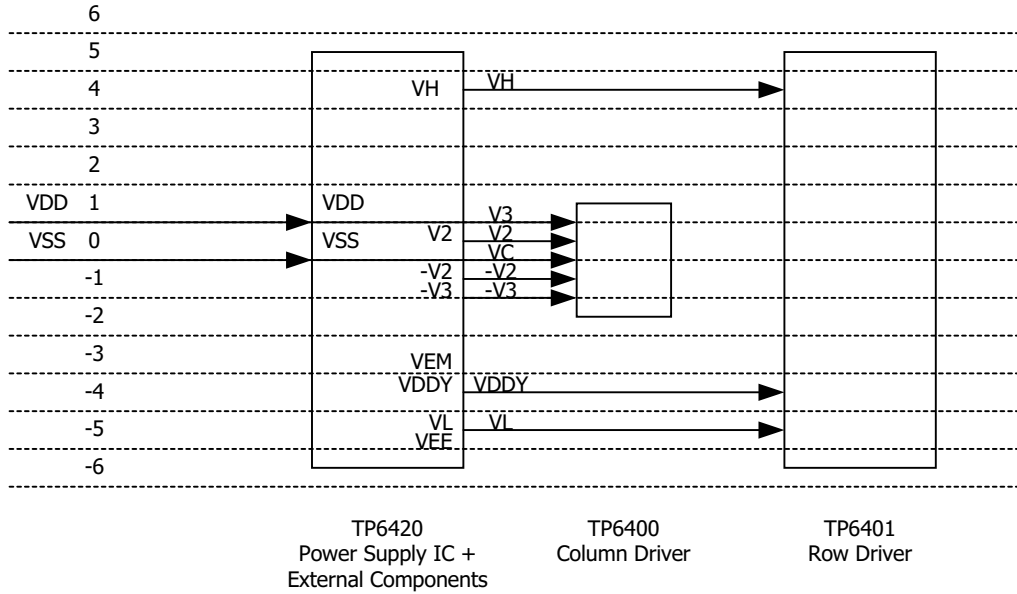 6
5
4 VH VH
3
2
VDD 1 VDD V3
VSS 0 VSS V2 V2
VC
-1 -V2 -V2
-V3 -V3
-2
-3 VEM
-4 VDDY VDDY
-5 VL VL
VEE
-6
TP6420 TP6400 TP6401
Power Supply IC + Column Driver Row Driver
External Components